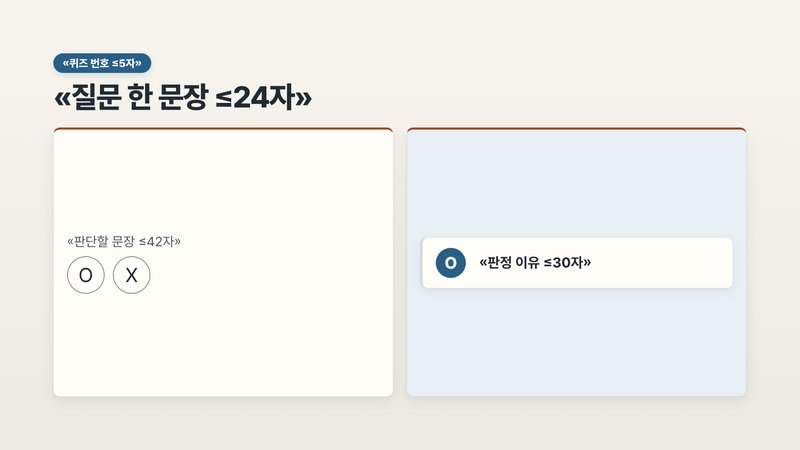 «퀴즈 번호 ≤5자»
«질문 한 문장 ≤24자»
«판단할 문장 ≤42자»
O X
O «판정 이유 ≤30자»